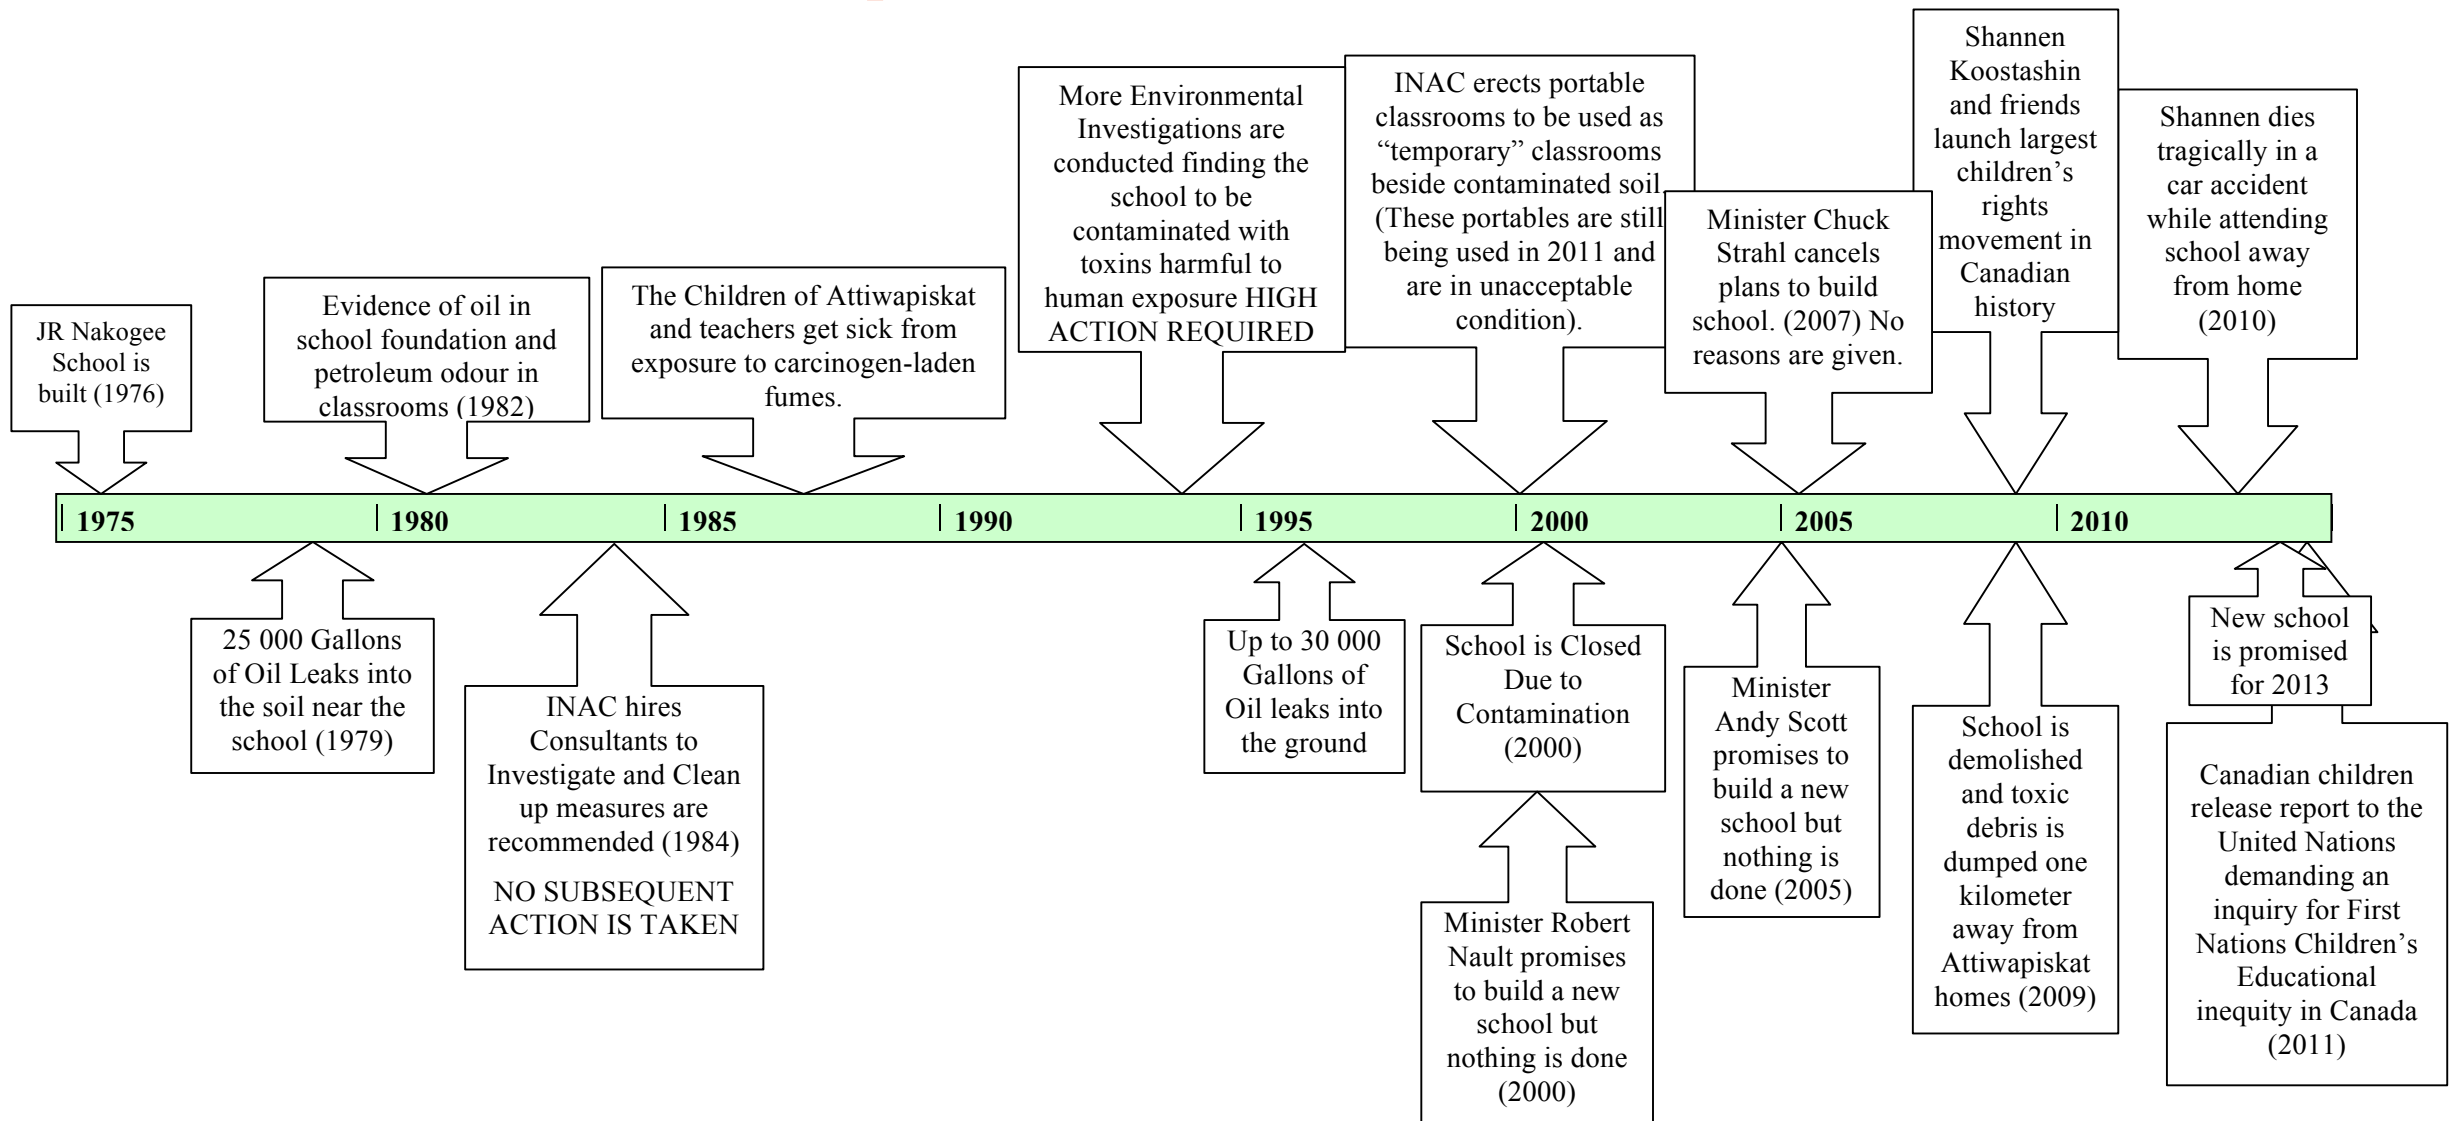 JR Nakogee
School is
built (1976)
Evidence of oil in
school foundation and
petroleum odour in
classrooms (1982)
The Children of Attiwapiskat
and teachers get sick from
exposure to carcinogen-laden
fumes.
More Environmental
Investigations are
conducted finding the
school to be
contaminated with
toxins harmful to
human exposure HIGH
ACTION REQUIRED
INAC erects portable
classrooms to be used as
“temporary” classrooms
beside contaminated soil.
(These portables are still
being used in 2011 and
are in unacceptable
condition).
Minister Chuck
Strahl cancels
plans to build
school. (2007) No
reasons are given.
Shannen
Koostashin
and friends
launch largest
children’s
rights
movement in
Canadian
history
Shannen dies
tragically in a
car accident
while attending
school away
from home
(2010)
1975
1980
1985
1990
1995
2000
2005
2010
25 000 Gallons
of Oil Leaks into
the soil near the
school (1979)
INAC hires
Consultants to
Investigate and Clean
up measures are
recommended (1984)
NO SUBSEQUENT
ACTION IS TAKEN
Up to 30 000
Gallons of
Oil leaks into
the ground
School is Closed
Due to
Contamination
(2000)
Minister Robert
Nault promises
to build a new
school but
nothing is done
(2000)
Minister
Andy Scott
promises to
build a new
school but
nothing is
done (2005)
School is
demolished
and toxic
debris is
dumped one
kilometer
away from
Attiwapiskat
homes (2009)
New school
is promised
for 2013
Canadian children
release report to the
United Nations
demanding an
inquiry for First
Nations Children’s
Educational
inequity in Canada
(2011)